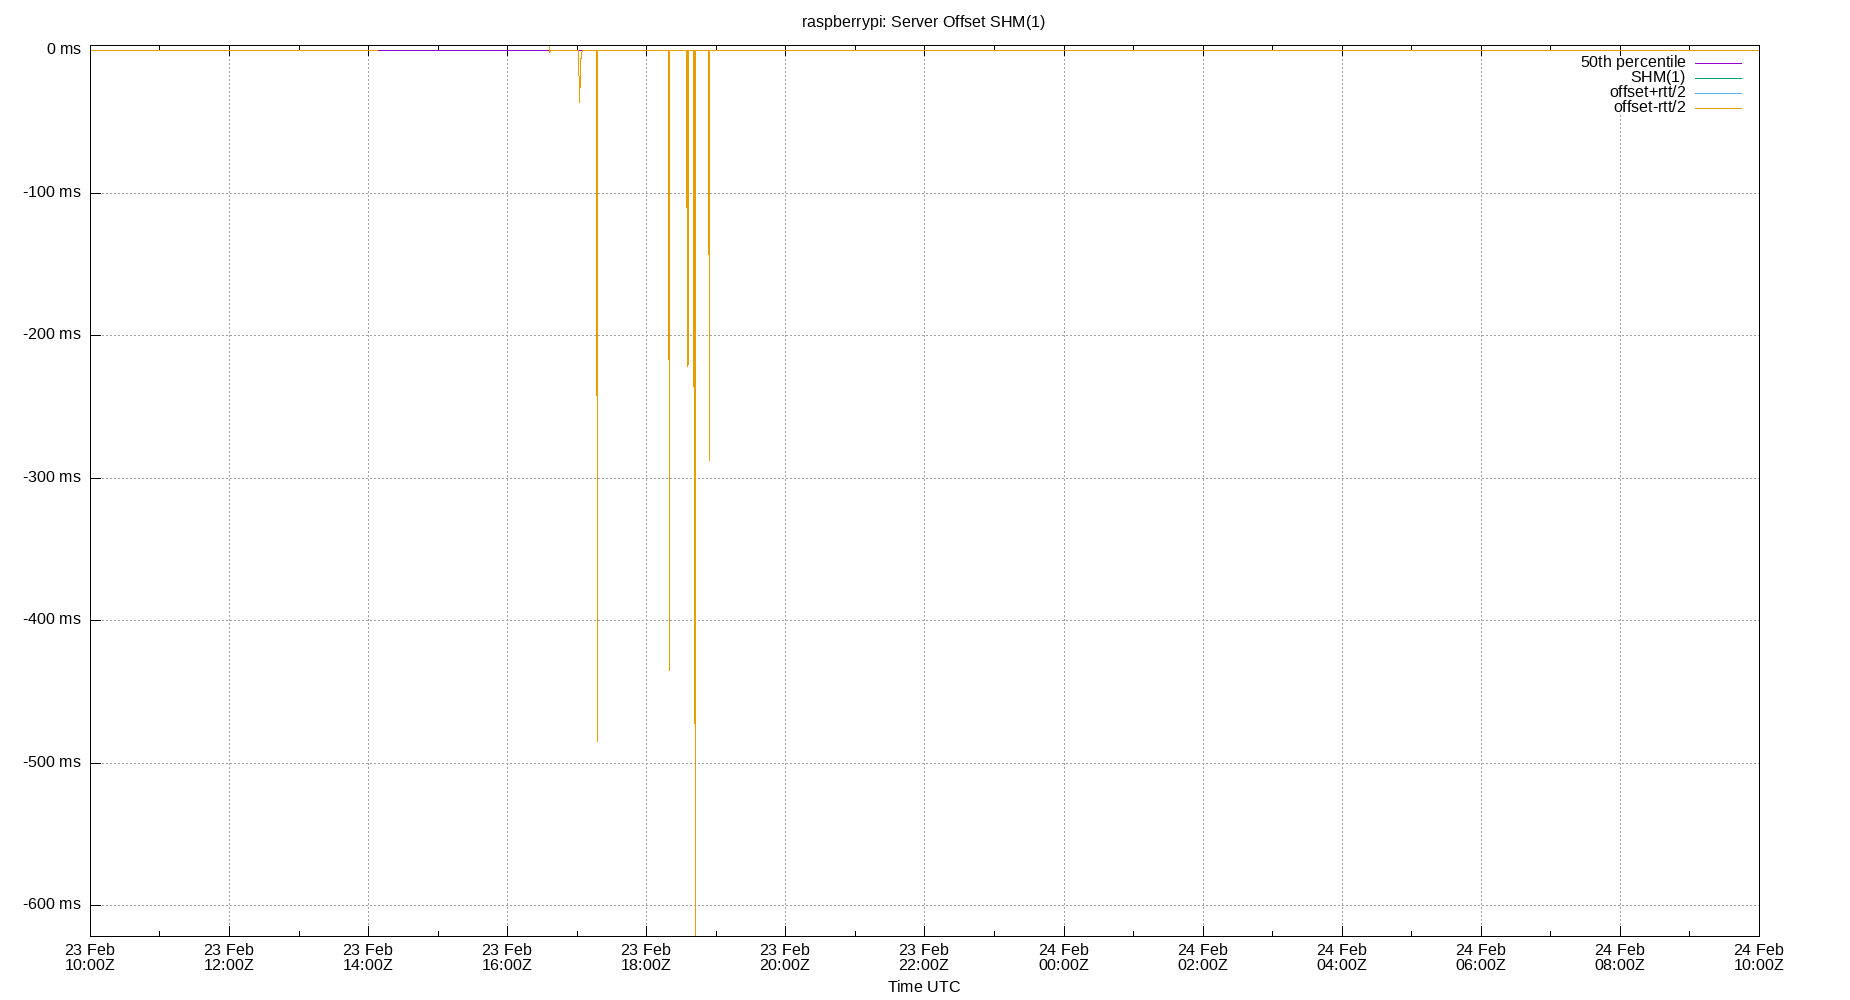 raspberrypi: Server Offset SHM(1)
0 ms
-100 ms
-200 ms
-300 ms
-400 ms
-500 ms
-600 ms
50th percentile
SHM(1)
offset+rtt/2
offset-rtt/2
23 Feb 23 Feb 23 Feb 23 Feb 23 Feb 23 Feb 23 Feb 24 Feb 24 Feb 24 Feb 24 Feb 24 Feb 24 Feb
10:00Z 12:00Z 14:00Z 16:00Z 18:00Z 20:00Z 22:00Z 00:00Z 02:00Z 04:00Z 06:00Z 08:00Z 10:00Z
Time UTC